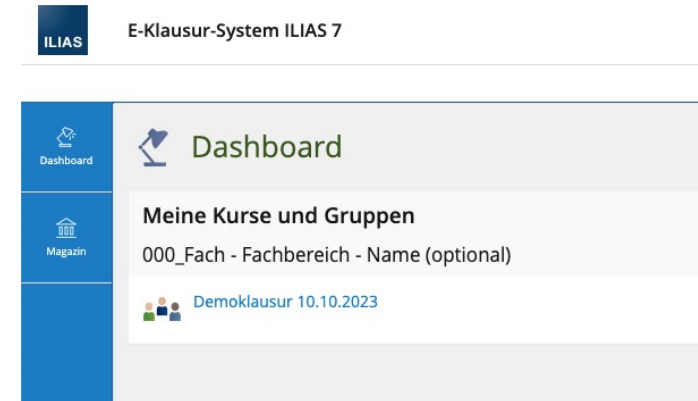 ILIAS
E-Klausur-System ILIAS 7
Dashboard
Magazin
Dashboard
Meine Kurse und Gruppen
000_Fach - Fachbereich - Name (optional)
Demoklausur 10.10.2023